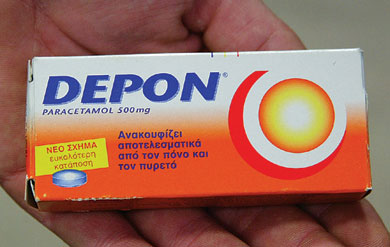 DEPON®
PARACETAMOL 500mg
ΝΕΟ ΣΧΗΜΑ
ευκολότερη
κατάποση
Ανακουφίζει
αποτελεσματικά
από τον πόνο και
τον πυρετό